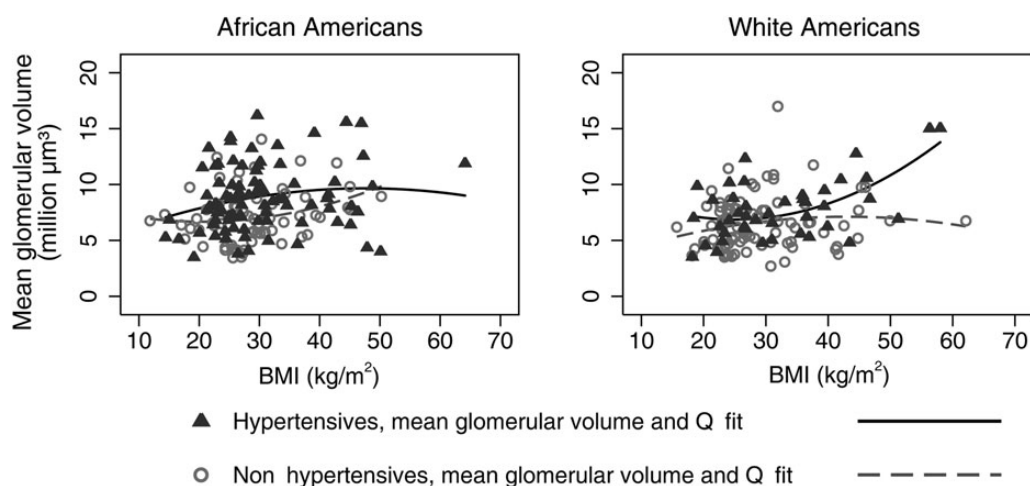 African Americans
White Americans
Mean glomerular volume
(million µm³)
20
15
10
5
0
10 20 30 40 50 60 70
BMI (kg/m²)
20
15
10
5
0
10 20 30 40 50 60 70
BMI (kg/m²)
Hypertensives, mean glomerular volume and Q fit
Non hypertensives, mean glomerular volume and Q fit